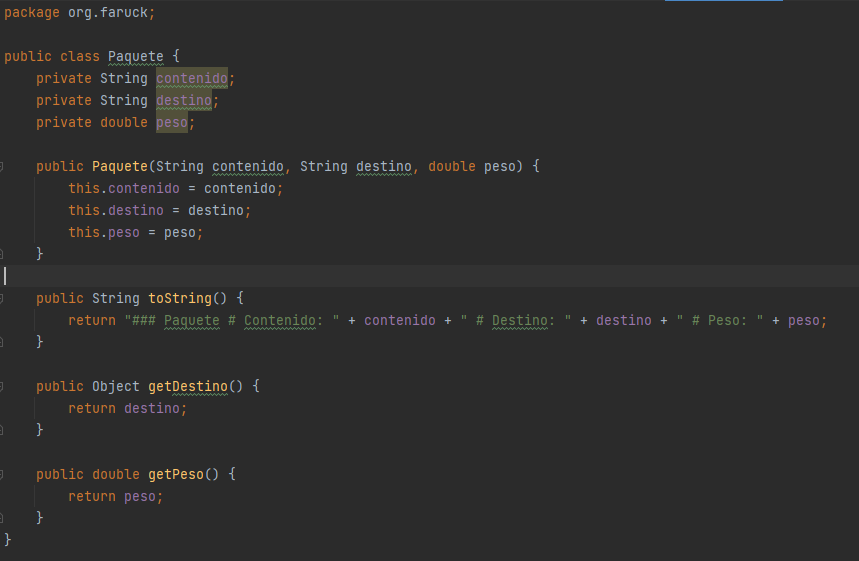 package org.faruck;
public class Paquete {
private String contenido;
private String destino;
private double peso;
public Paquete(String contenido, String destino, double peso) {
this.contenido = contenido;
this.destino = destino;
this.peso = peso;
}
public String toString() {
return "### Paquete # Contenido: " + contenido + " # Destino: " + destino + " # Peso: " + peso;
}
public Object getDestino() {
return destino;
}
public double getPeso() {
return peso;
}
}